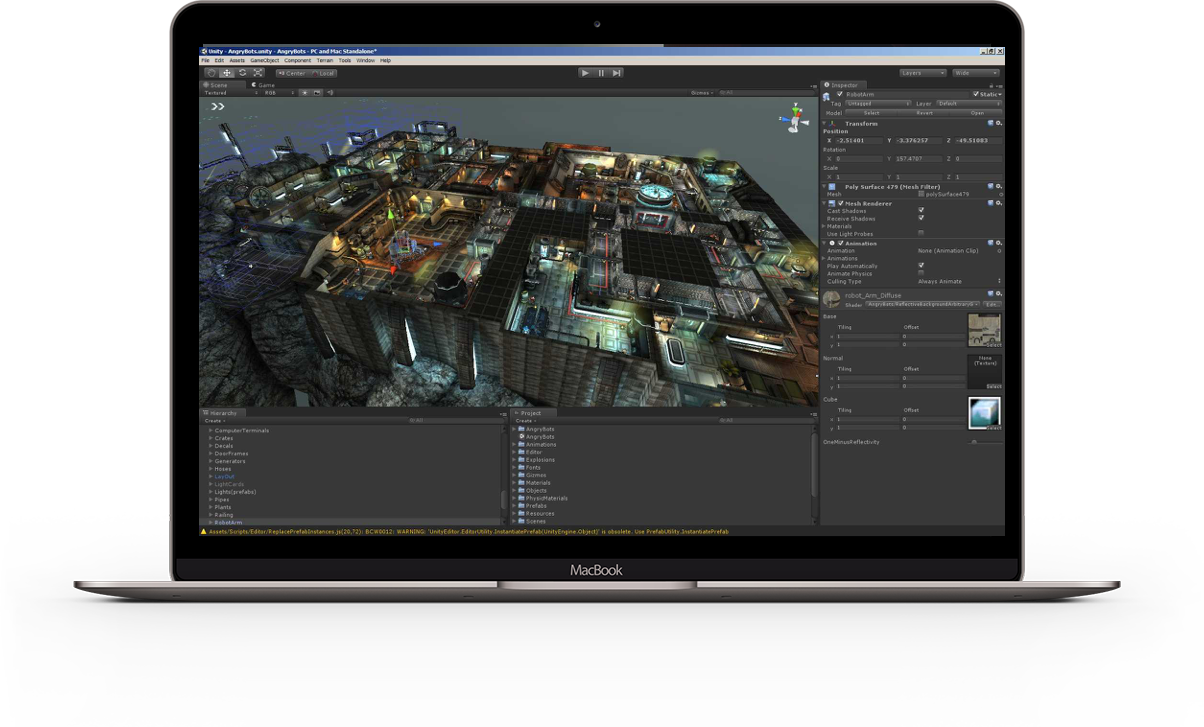 Unity - AngryBots.unity - AngryBots - PC and Mac Standalone*
File Edit Assets GameObject Component Terrain Tools Window Help
Center Local
Layers Wide
Scene Game
Textured RGB Gizmos All
Inspector
RobotArm Static
Tag Untagged Layer Default
Model Select Revert Open
Transform
Position
X -2.51401 Y -3.376257 Z -49.51083
Rotation
X 0 Y 157.4707 Z 0
Scale
X 1 Y 1 Z 1
Poly Surface 479 (Mesh Filter)
Mesh polySurface479
Mesh Renderer
Cast Shadows
Receive Shadows
Materials
Use Light Probes
Animation
Animation None (Animation Clip)
Animations
Play Automatically
Animate Physics
Culling Type Always Animate
robot_Arm_Diffuse
Shader AngryBots/ReflectiveBackgroundArbitraryG Edit...
Base
Tiling Offset
x 1 0
y 1 0
Select
Normal
None
(Texture)
Tiling Offset
x 1 0
y 1 0
Select
Cube
Tiling Offset
x 1 0
y 1 0
Select
OneMinusReflectivity
Hierarchy
Create All
ComputerTerminals
Crates
Decals
DoorFrames
Generators
Hoses
LayOut
LightCards
Lights(prefabs)
Pipes
Plants
Railing
RobotArm
Project
Create All
AngryBots
AngryBots
Animations
Editor
Explosions
Fonts
Gizmos
Materials
Objects
PhysicMaterials
Prefabs
Resources
Scenes
Assets/Scripts/Editor/ReplacePrefabInstances.js(20,72): BCW0012: WARNING: 'UnityEditor.EditorUtility.InstantiatePrefab(UnityEngine.Object)' is obsolete. Use PrefabUtility.InstantiatePrefab
MacBook